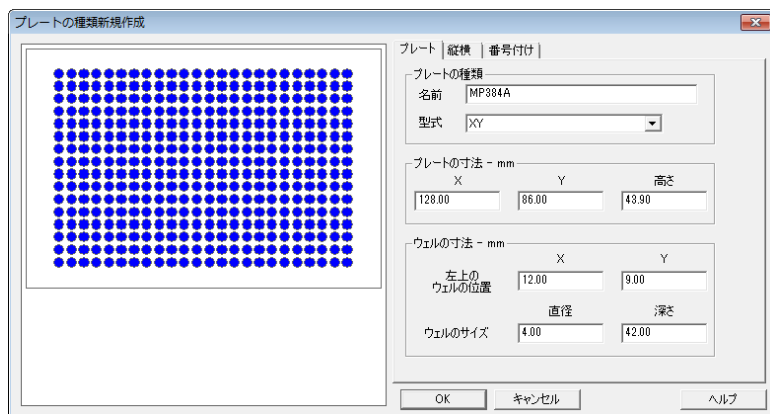 プレートの種類新規作成
プレート 縦横 番号付け
プレートの種類
名前 MP384A
型式 XY
プレートの寸法 - mm
X Y 高さ
128.00 86.00 43.90
ウェルの寸法 - mm
X Y
左上の
ウェルの位置 12.00 9.00
直径 深さ
ウェルのサイズ 4.00 42.00
OK キャンセル ヘルプ